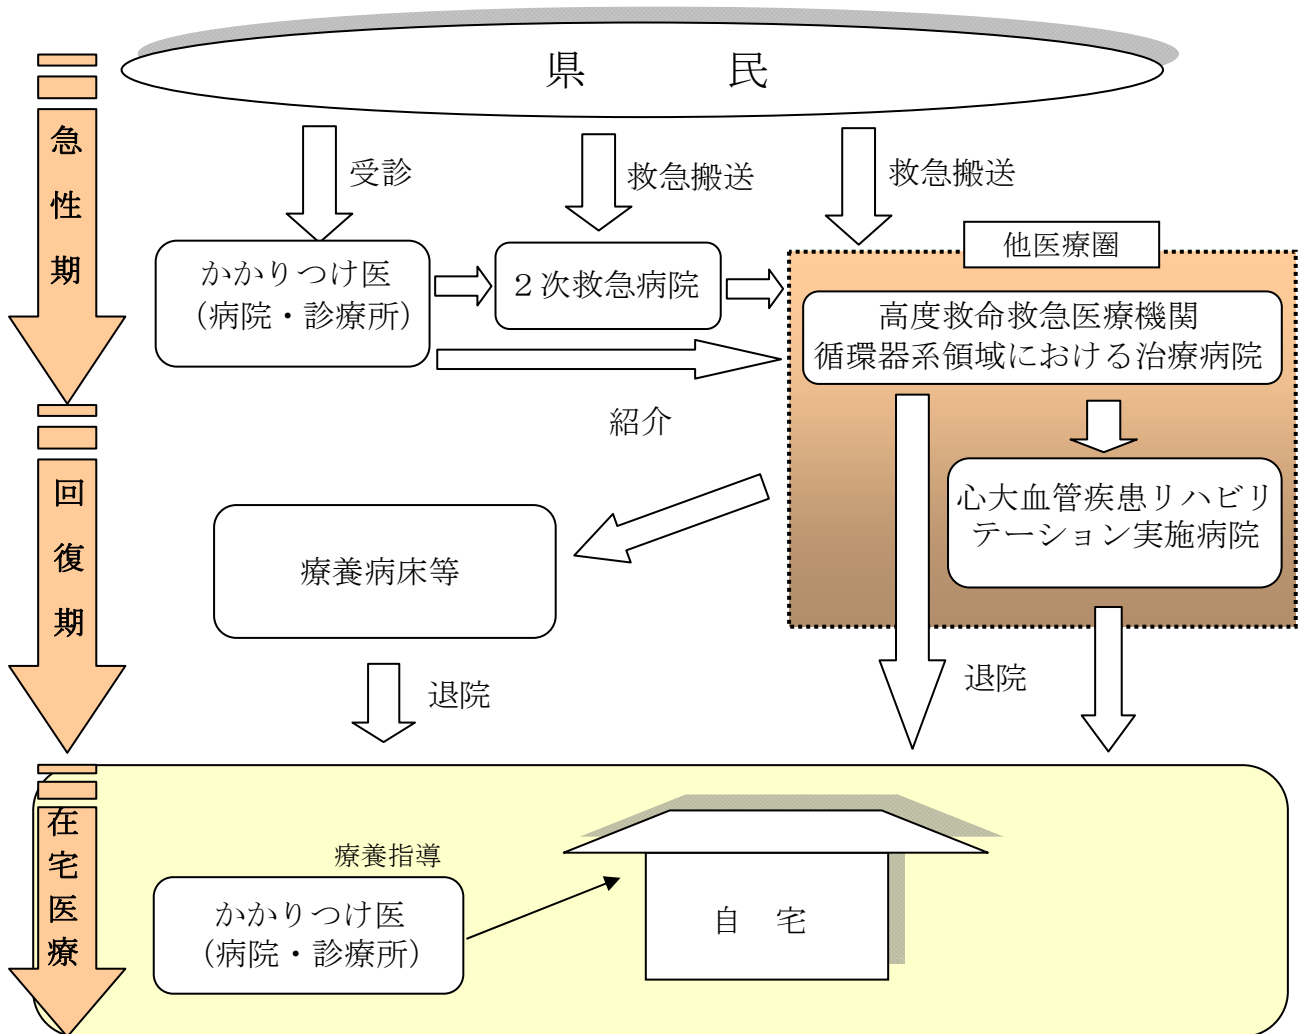 県　民
急性期
受診
救急搬送
救急搬送
他医療圏
かかりつけ医
（病院・診療所）
２次救急病院
高度救命救急医療機関
循環器系領域における治療病院
紹介
回復期
心大血管疾患リハビリ
テーション実施病院
療養病床等
退院
退院
在宅医療
療養指導
かかりつけ医
（病院・診療所）
自　宅